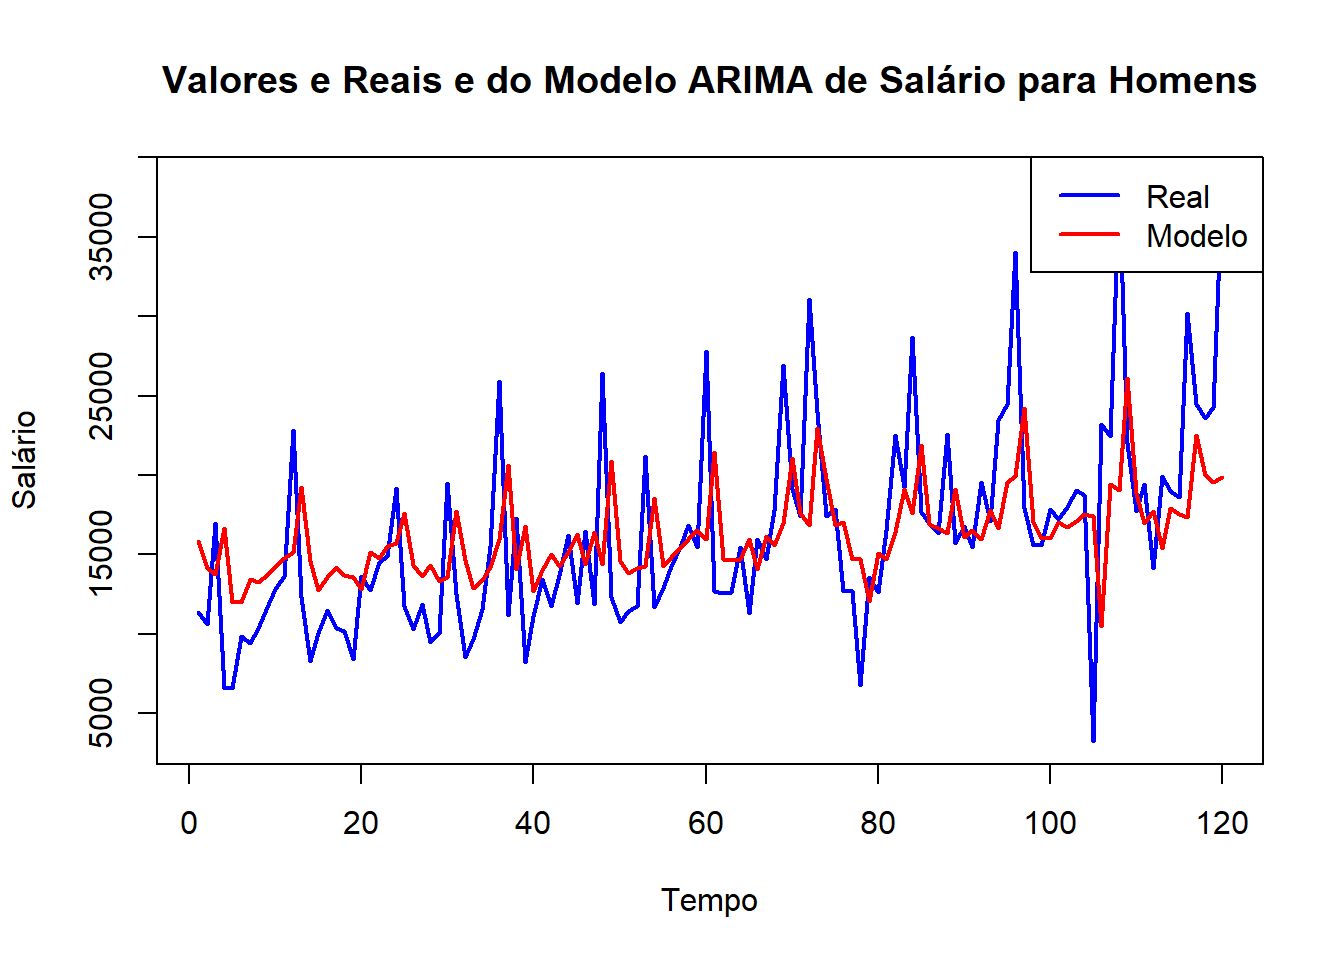 Valores e Reais e do Modelo ARIMA de Salário para Homens
Real
Modelo
35000
25000
15000
5000
Salário
0 20 40 60 80 100 120
Tempo